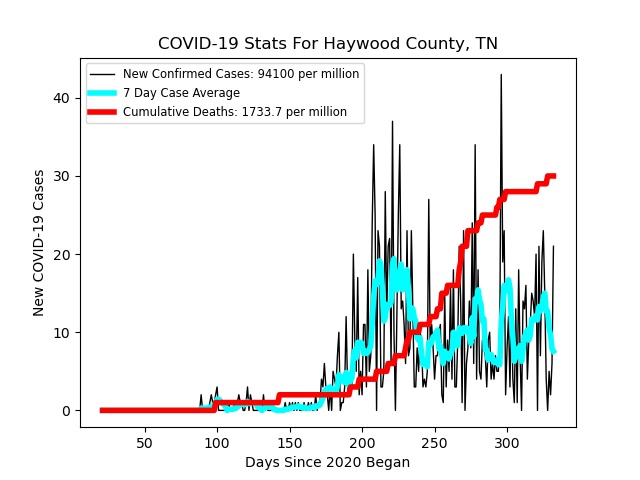 COVID-19 Stats For Haywood County, TN
New Confirmed Cases: 94100 per million
7 Day Case Average
Cumulative Deaths: 1733.7 per million
New COVID-19 Cases
40
30
20
10
0
50 100 150 200 250 300
Days Since 2020 Began